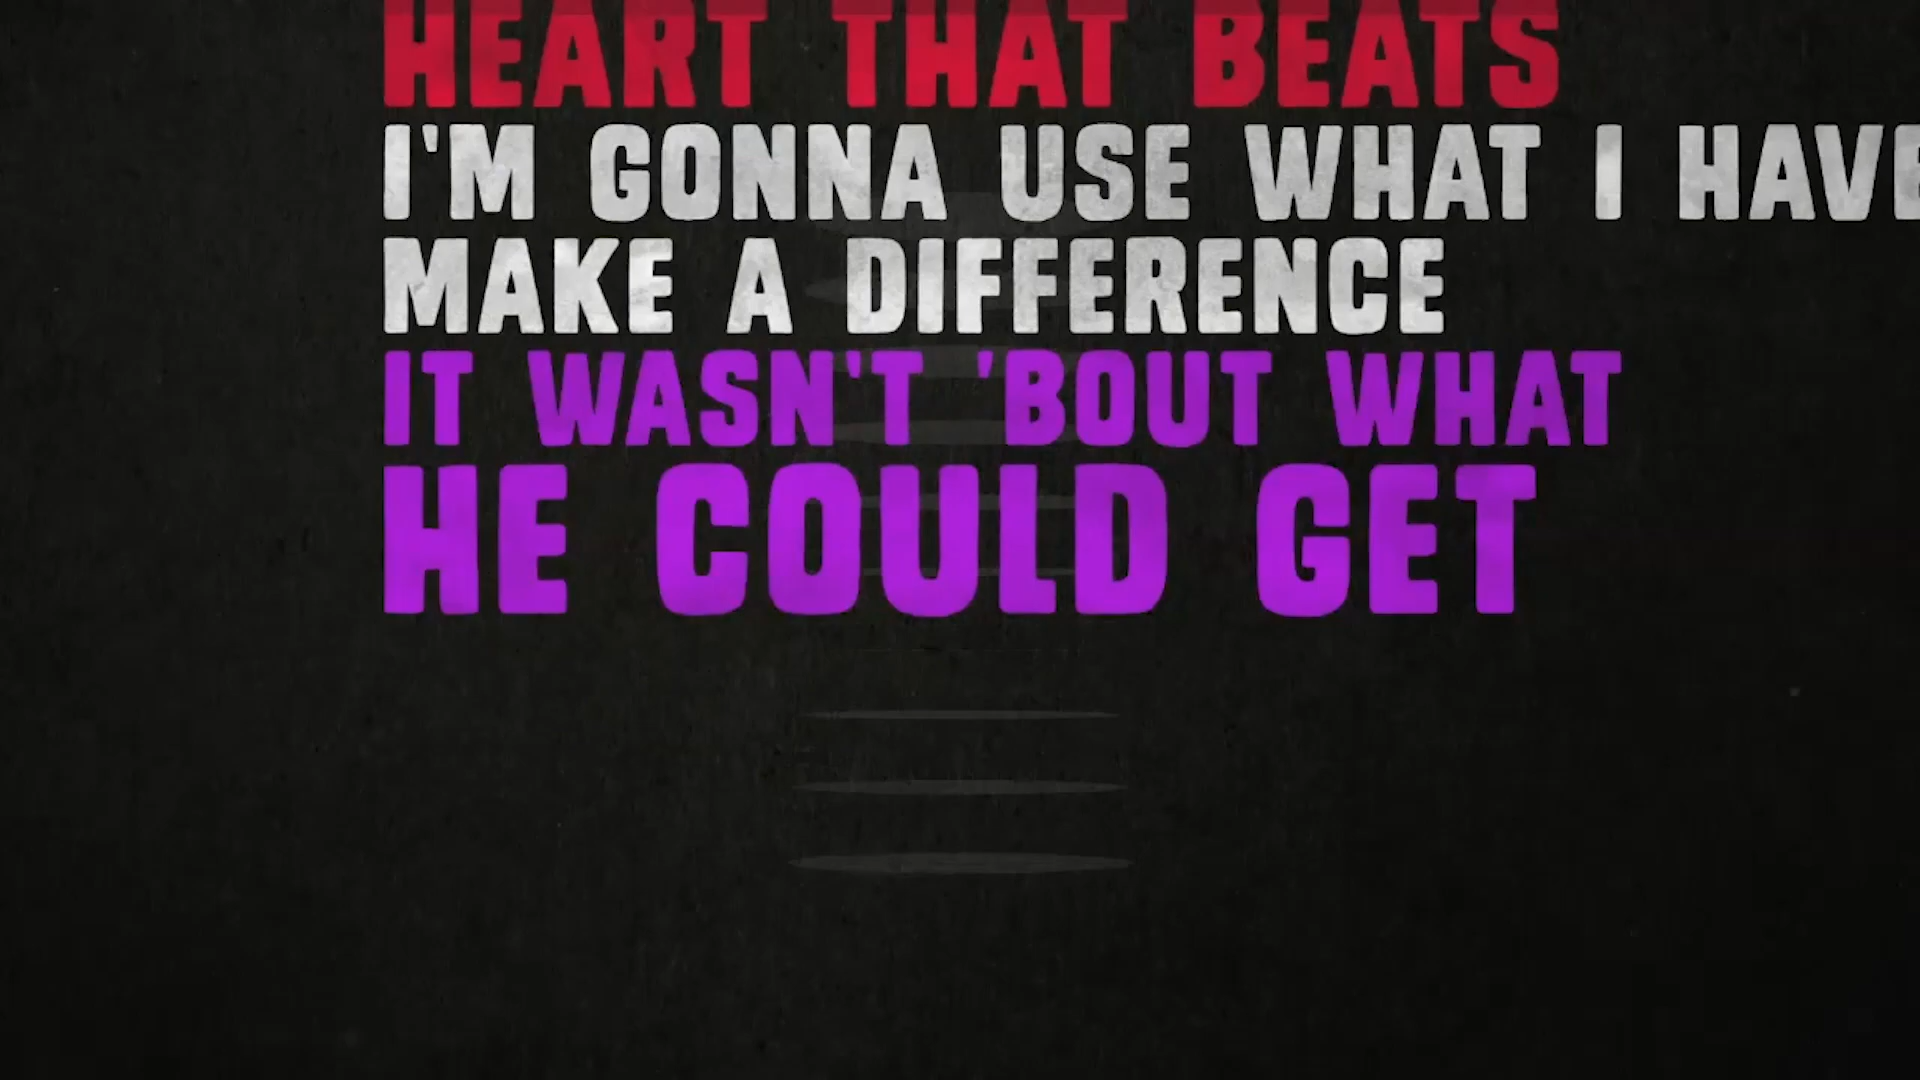 HEART THAT BEATS
I'M GONNA USE WHAT I HAVE
MAKE A DIFFERENCE
IT WASN'T 'BOUT WHAT
HE COULD GET